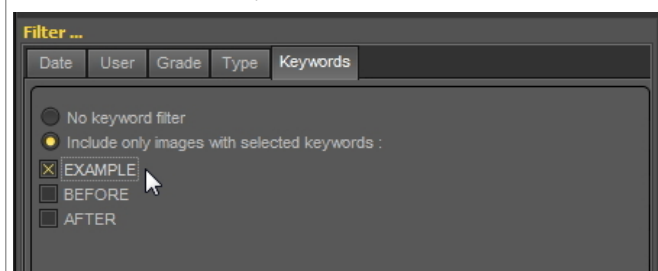 Filter ...
Date User Grade Type Keywords
No keyword filter
Include only images with selected keywords :
EXAMPLE
BEFORE
AFTER